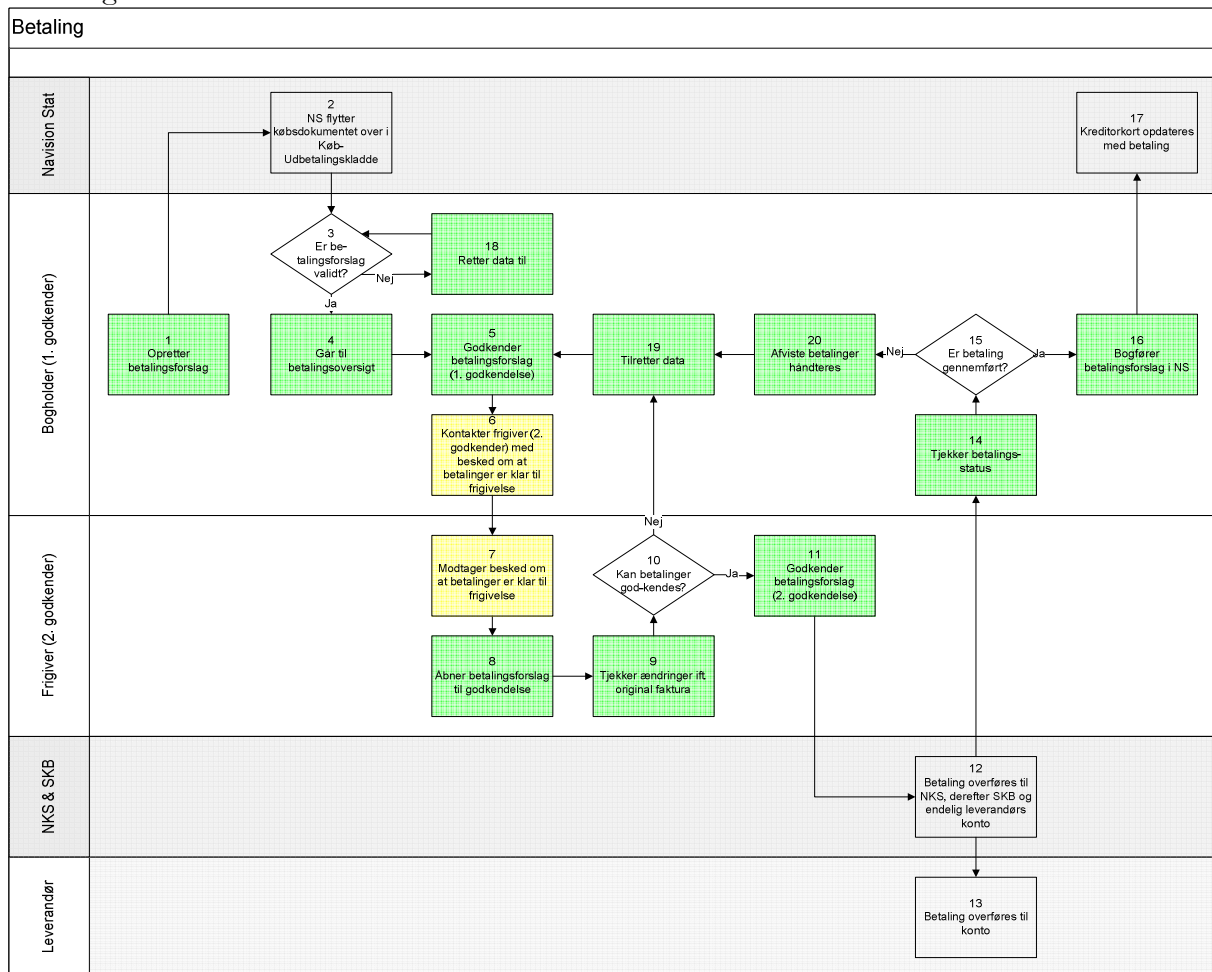 Betaling
Navision Stat
2
NS flytter
købsdokumentet over i
Køb-
Udbetalingskladde
17
Kreditorkort opdateres
med betaling
Bogholder (1. godkender)
3
Er be-
talingsforslag
validt?
Nej
Ja
18
Retter data til
1
Opretter
betalingsforslag
4
Går til
betalingsoversigt
5
Godkender
betalingsforslag
(1. godkendelse)
19
Tilretter data
20
Afviste betalinger
håndteres
Nej
15
Er betaling
gennemført?
Ja
16
Bogfører
betalingsforslag i NS
6
Kontakter frigiver (2.
godkender) med
besked om at
betalinger er klar til
frigivelse
14
Tjekker betalings-
status
Frigiver (2. godkender)
7
Modtager besked om
at betalinger er klar til
frigivelse
Nej
10
Kan betalinger
god-kendes?
Ja
11
Godkender
betalingsforslag
(2. godkendelse)
8
Åbner betalingsforslag
til godkendelse
9
Tjekker ændringer ift.
original faktura
NKS & SKB
12
Betaling overføres til
NKS, derefter SKB og
endelig leverandørs
konto
Leverandør
13
Betaling overføres til
konto